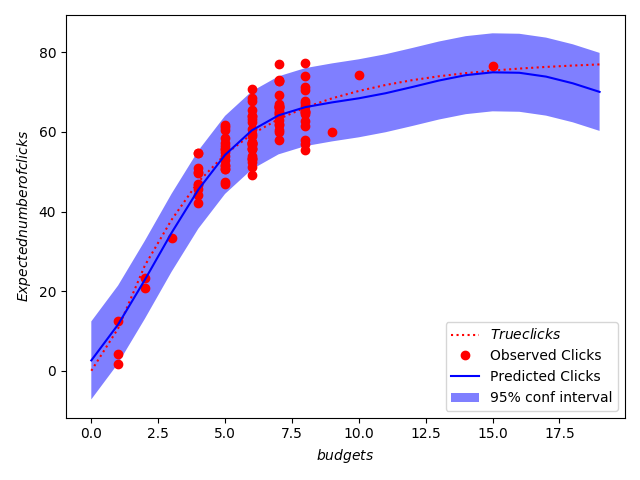 Expectednumberofclicks
80
60
40
20
0
0.0 2.5 5.0 7.5 10.0 12.5 15.0 17.5
budgets
Trueclicks
Observed Clicks
Predicted Clicks
95% conf interval